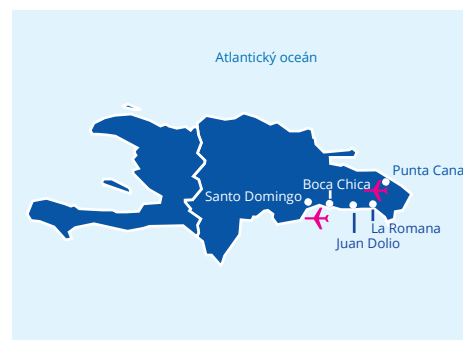 Atlantický oceán
Punta Cana
Boca Chica
Santo Domingo
La Romana
Juan Dolio